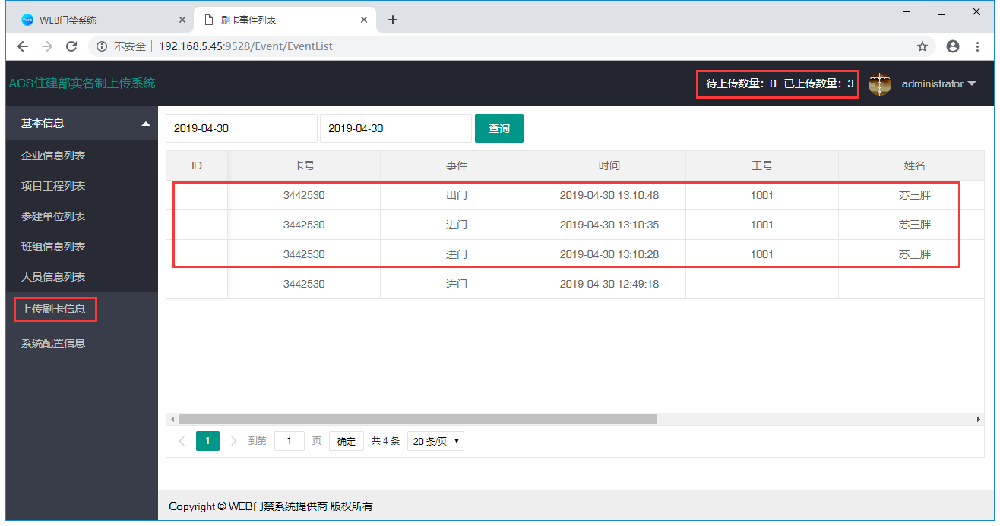 WEB门禁系统
刷卡事件列表
不安全 192.168.5.45:9528/Event/EventList
ACS住建部实名制上传系统
待上传数量：0 已上传数量：3
administrator
基本信息
企业信息列表
项目工程列表
参建单位列表
班组信息列表
人员信息列表
上传刷卡信息
系统配置信息
2019-04-30 2019-04-30 查询
ID 卡号 事件 时间 工号 姓名
3442530 出门 2019-04-30 13:10:48 1001 苏三胖
3442530 进门 2019-04-30 13:10:35 1001 苏三胖
3442530 进门 2019-04-30 13:10:28 1001 苏三胖
3442530 进门 2019-04-30 12:49:18
1 到第 1 页 确定 共 4 条 20 条/页
Copyright © WEB门禁系统提供商 版权所有